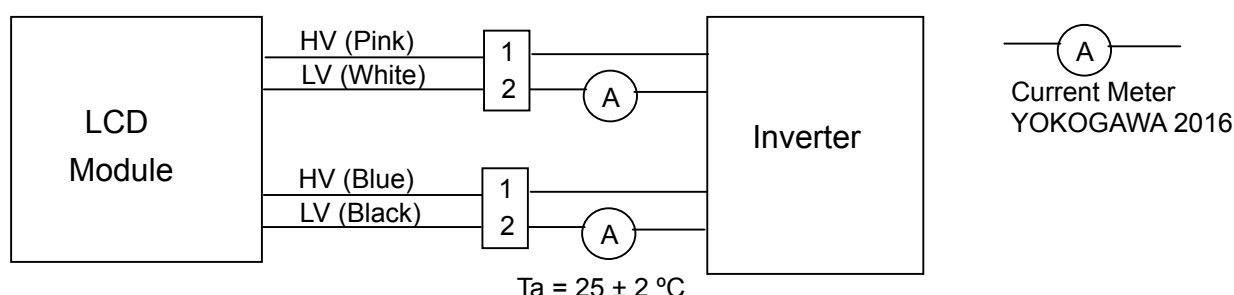 HV (Pink)
LV (White)
1
2
A
HV (Blue)
LV (Black)
1
2
A
LCD
Module
Inverter
A
Current Meter
YOKOGAWA 2016
Ta = 25 ± 2 ºC